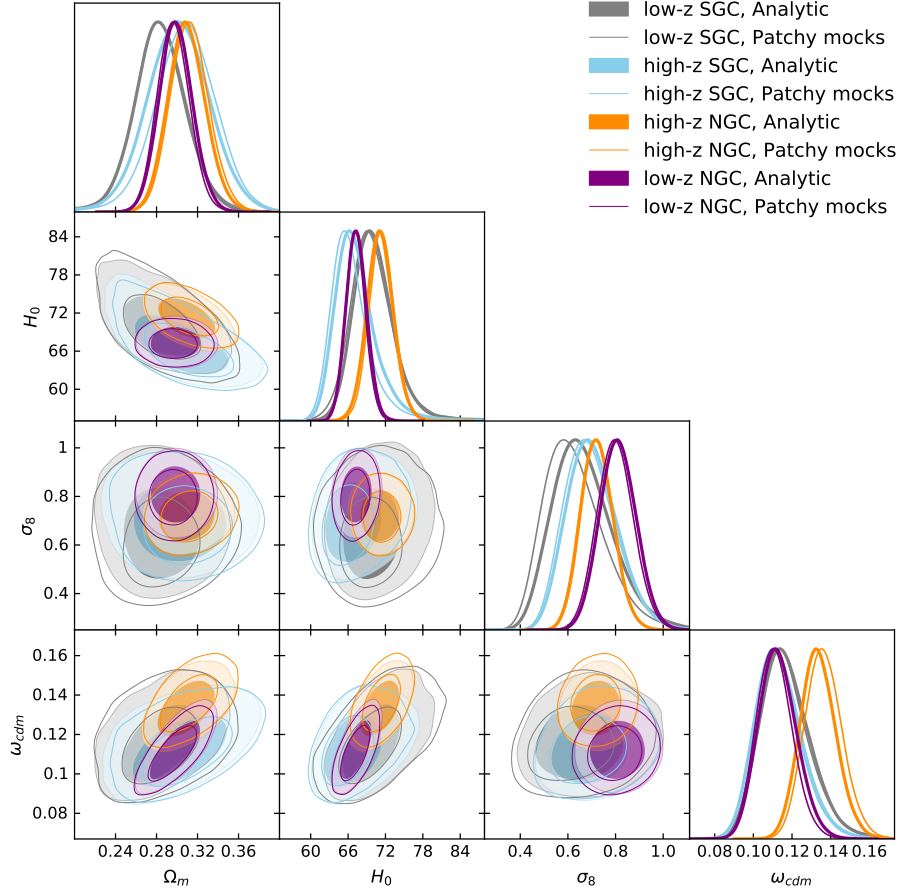 low-z SGC, Analytic
low-z SGC, Patchy mocks
high-z SGC, Analytic
high-z SGC, Patchy mocks
high-z NGC, Analytic
high-z NGC, Patchy mocks
low-z NGC, Analytic
low-z NGC, Patchy mocks
84
78
72
66
60
H₀
1
0.8
0.6
0.4
σ₈
0.16
0.14
0.12
0.10
0.08
ω_cdm
0.24 0.28 0.32 0.36
60 66 72 78 84
0.4 0.6 0.8 1.0
0.08 0.10 0.12 0.14 0.16
Ω_m
H₀
σ₈
ω_cdm